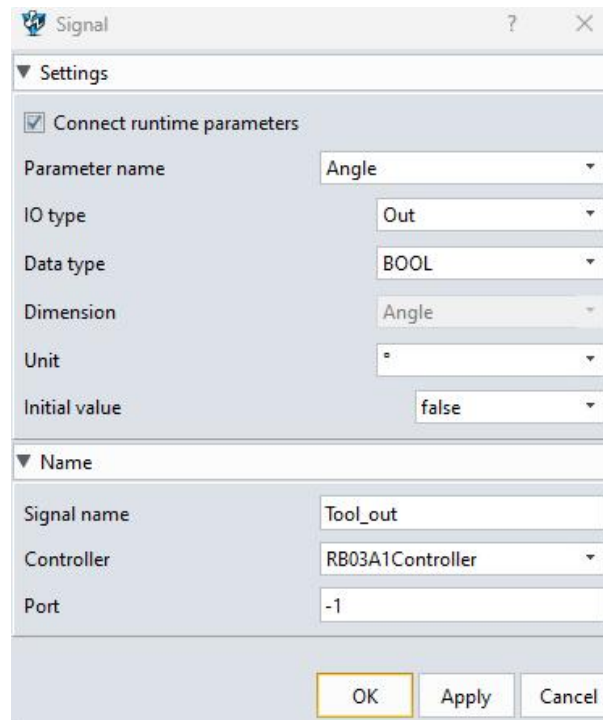 Signal ? ×
▼ Settings
Connect runtime parameters
Parameter name Angle
IO type Out
Data type BOOL
Dimension Angle
Unit °
Initial value false
▼ Name
Signal name Tool_out
Controller RB03A1Controller
Port -1
OK Apply Cancel